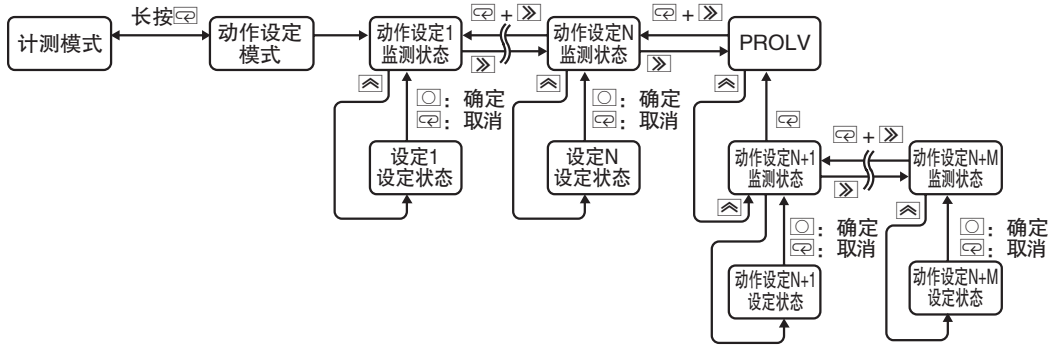 计测模式
长按
动作设定
模式
动作设定1
监测状态
+
动作设定N
监测状态
+
PROLV
：确定
：取消
设定1
设定状态
：确定
：取消
设定N
设定状态
动作设定N+1
监测状态
+
动作设定N+M
监测状态
：确定
：取消
动作设定N+1
设定状态
：确定
：取消
动作设定N+M
设定状态